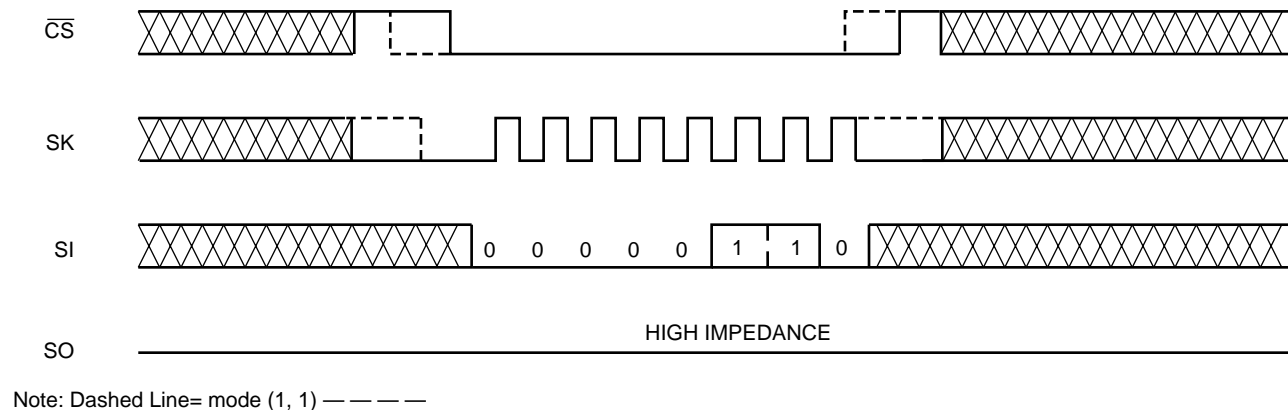 CS
SK
SI
0 0 0 0 0 1 1 0
HIGH IMPEDANCE
SO
Note: Dashed Line= mode (1, 1) — — — —